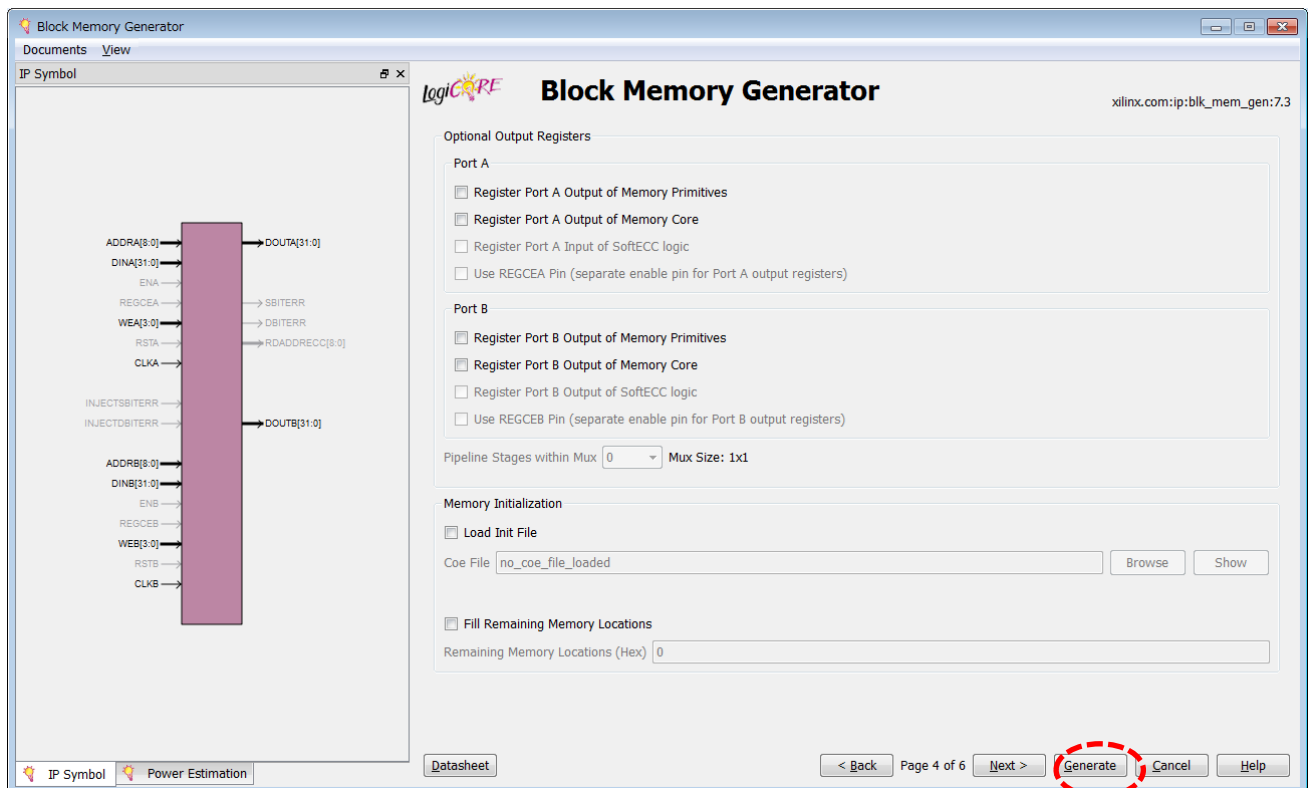 Block Memory Generator
Documents View
IP Symbol
LogiCORE
Block Memory Generator
xilinx.com:ip:blk_mem_gen:7.3
ADDRA[8:0]
DOUTA[31:0]
DINA[31:0]
ENA
REGCEA
SBITERR
WEA[3:0]
DBITERR
RSTA
RDADDRECC[8:0]
CLKA
INJECTSBITERR
INJECTDBITERR
DOUTB[31:0]
ADDRB[8:0]
DINB[31:0]
ENB
REGCEB
WEB[3:0]
RSTB
CLKB
IP Symbol
Power Estimation
Optional Output Registers
Port A
Register Port A Output of Memory Primitives
Register Port A Output of Memory Core
Register Port A Input of SoftECC logic
Use REGCEA Pin (separate enable pin for Port A output registers)
Port B
Register Port B Output of Memory Primitives
Register Port B Output of Memory Core
Register Port B Output of SoftECC logic
Use REGCEB Pin (separate enable pin for Port B output registers)
Pipeline Stages within Mux 0 Mux Size: 1x1
Memory Initialization
Load Init File
Coe File no_coe_file_loaded Browse Show
Fill Remaining Memory Locations
Remaining Memory Locations (Hex) 0
Datasheet < Back Page 4 of 6 Next > Generate Cancel Help